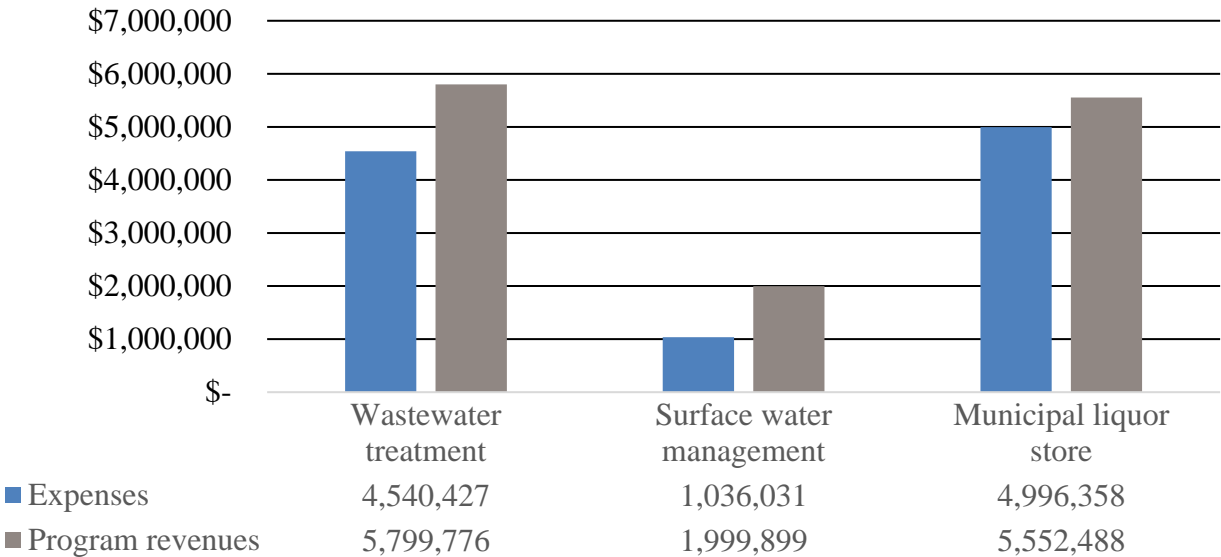 $7,000,000
$6,000,000
$5,000,000
$4,000,000
$3,000,000
$2,000,000
$1,000,000
$-
Wastewater treatment
Surface water management
Municipal liquor store
Expenses 4,540,427 1,036,031 4,996,358
Program revenues 5,799,776 1,999,899 5,552,488